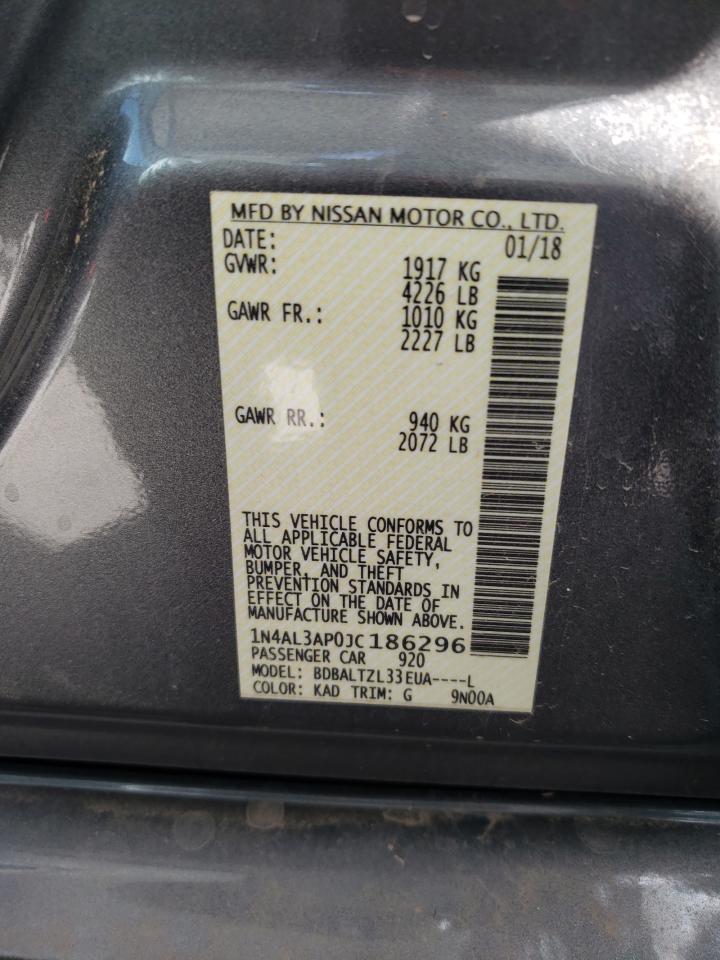 MFD BY NISSAN MOTOR CO., LTD.
DATE: 01/18
GVWR: 1917 KG
4226 LB
GAWR FR.: 1010 KG
2227 LB
GAWR RR.: 940 KG
2072 LB
THIS VEHICLE CONFORMS TO
ALL APPLICABLE FEDERAL
MOTOR VEHICLE SAFETY,
BUMPER, AND THEFT
PREVENTION STANDARDS IN
EFFECT ON THE DATE OF
MANUFACTURE SHOWN ABOVE.
1N4AL3AP0JC186296
PASSENGER CAR 920
MODEL: BDBALTZL33EUA----L
COLOR: KAD TRIM: G 9N00A